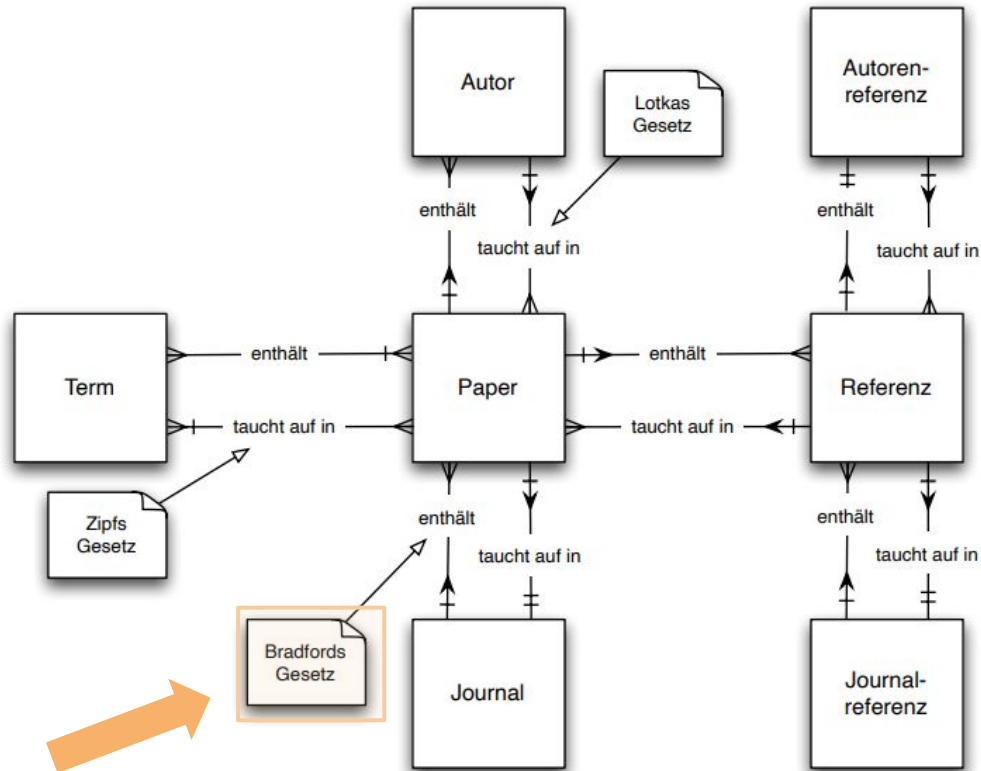 Autor
Lotkas
Gesetz
Autoren-
referenz
enthält
taucht auf in
enthält
taucht auf in
Term
enthält
Paper
enthält
Referenz
taucht auf in
taucht auf in
Zipfs
Gesetz
enthält
taucht auf in
enthält
taucht auf in
Bradfords
Gesetz
Journal
Journal-
referenz